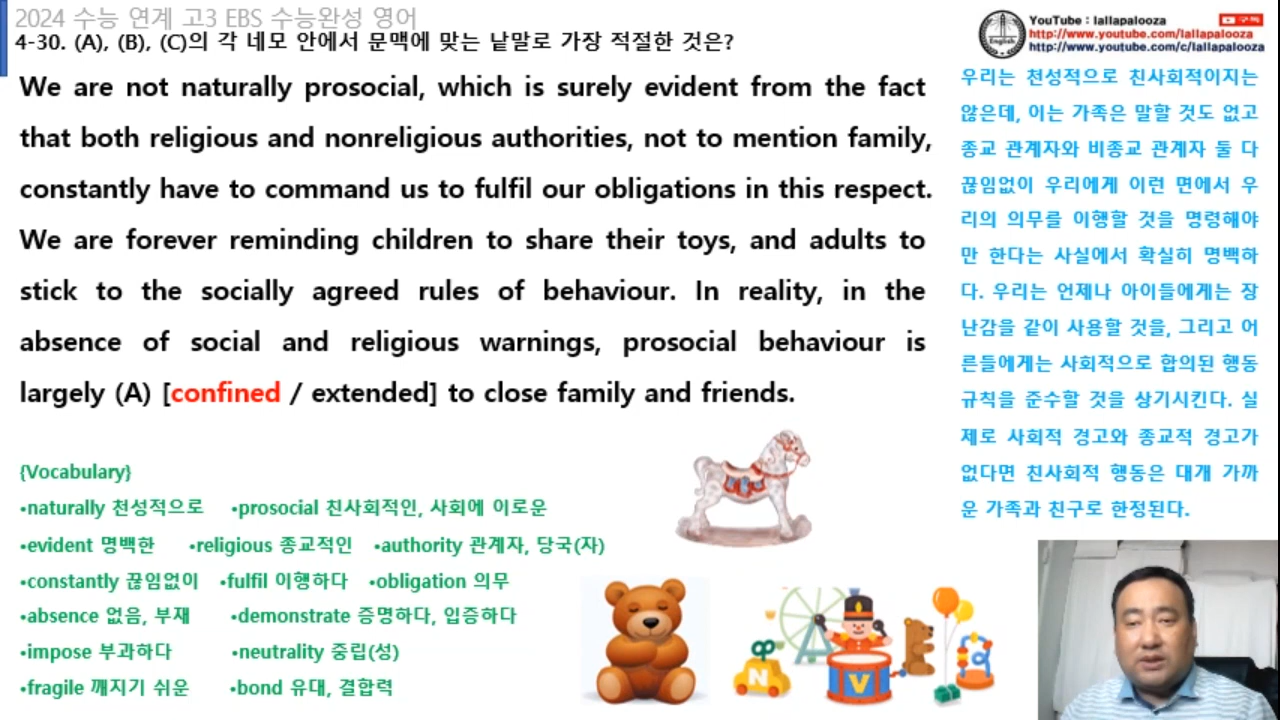 2024 수능 연계 고3 EBS 수능완성 영어
4-30. (A), (B), (C)의 각 네모 안에서 문맥에 맞는 낱말로 가장 적절한 것은?
YouTube : lallapalooza
구독
http://www.youtube.com/lallapalooza
http://www.youtube.com/c/lallapalooza
English
We are not naturally prosocial, which is surely evident from the fact
that both religious and nonreligious authorities, not to mention family,
constantly have to command us to fulfil our obligations in this respect.
We are forever reminding children to share their toys, and adults to
stick to the socially agreed rules of behaviour. In reality, in the
absence of social and religious warnings, prosocial behaviour is
largely (A) [confined / extended] to close family and friends.
우리는 천성적으로 친사회적이지는
않은데, 이는 가족은 말할 것도 없고
종교 관계자와 비종교 관계자 둘 다
끊임없이 우리에게 이런 면에서 우
리의 의무를 이행할 것을 명령해야
만 한다는 사실에서 확실히 명백하
다. 우리는 언제나 아이들에게는 장
난감을 같이 사용할 것을, 그리고 어
른들에게는 사회적으로 합의된 행동
규칙을 준수할 것을 상기시킨다. 실
제로 사회적 경고와 종교적 경고가
없다면 친사회적 행동은 대개 가까
운 가족과 친구로 한정된다.
{Vocabulary}
•naturally 천성적으로 •prosocial 친사회적인, 사회에 이로운
•evident 명백한 •religious 종교적인 •authority 관계자, 당국(자)
•constantly 끊임없이 •fulfil 이행하다 •obligation 의무
•absence 없음, 부재 •demonstrate 증명하다, 입증하다
•impose 부과하다 •neutrality 중립(성)
•fragile 깨지기 쉬운 •bond 유대, 결합력
A
N
V